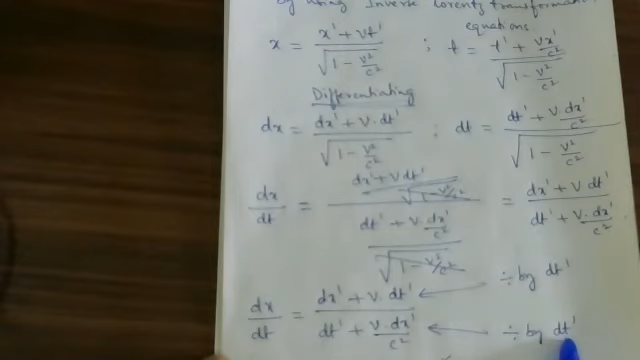 By using Inverse Lorentz transformation
equations.
x = x' + vt' / √(1 - v²/c²) ; t = t' + vx'/c² / √(1 - v²/c²)
Differentiating
dx = dx' + v·dt' / √(1 - v²/c²) ; dt = dt' + v dx'/c² / √(1 - v²/c²)
dx/dt = dx' + v dt' / √(1 - v²/c²) / dt' + v·dx'/c² / √(1 - v²/c²) = dx' + v dt' / dt' + v·dx'/c²
dx/dt = dx' + v dt' / dt' + v·dx'/c² ← ÷ by dt'
← ÷ by dt'